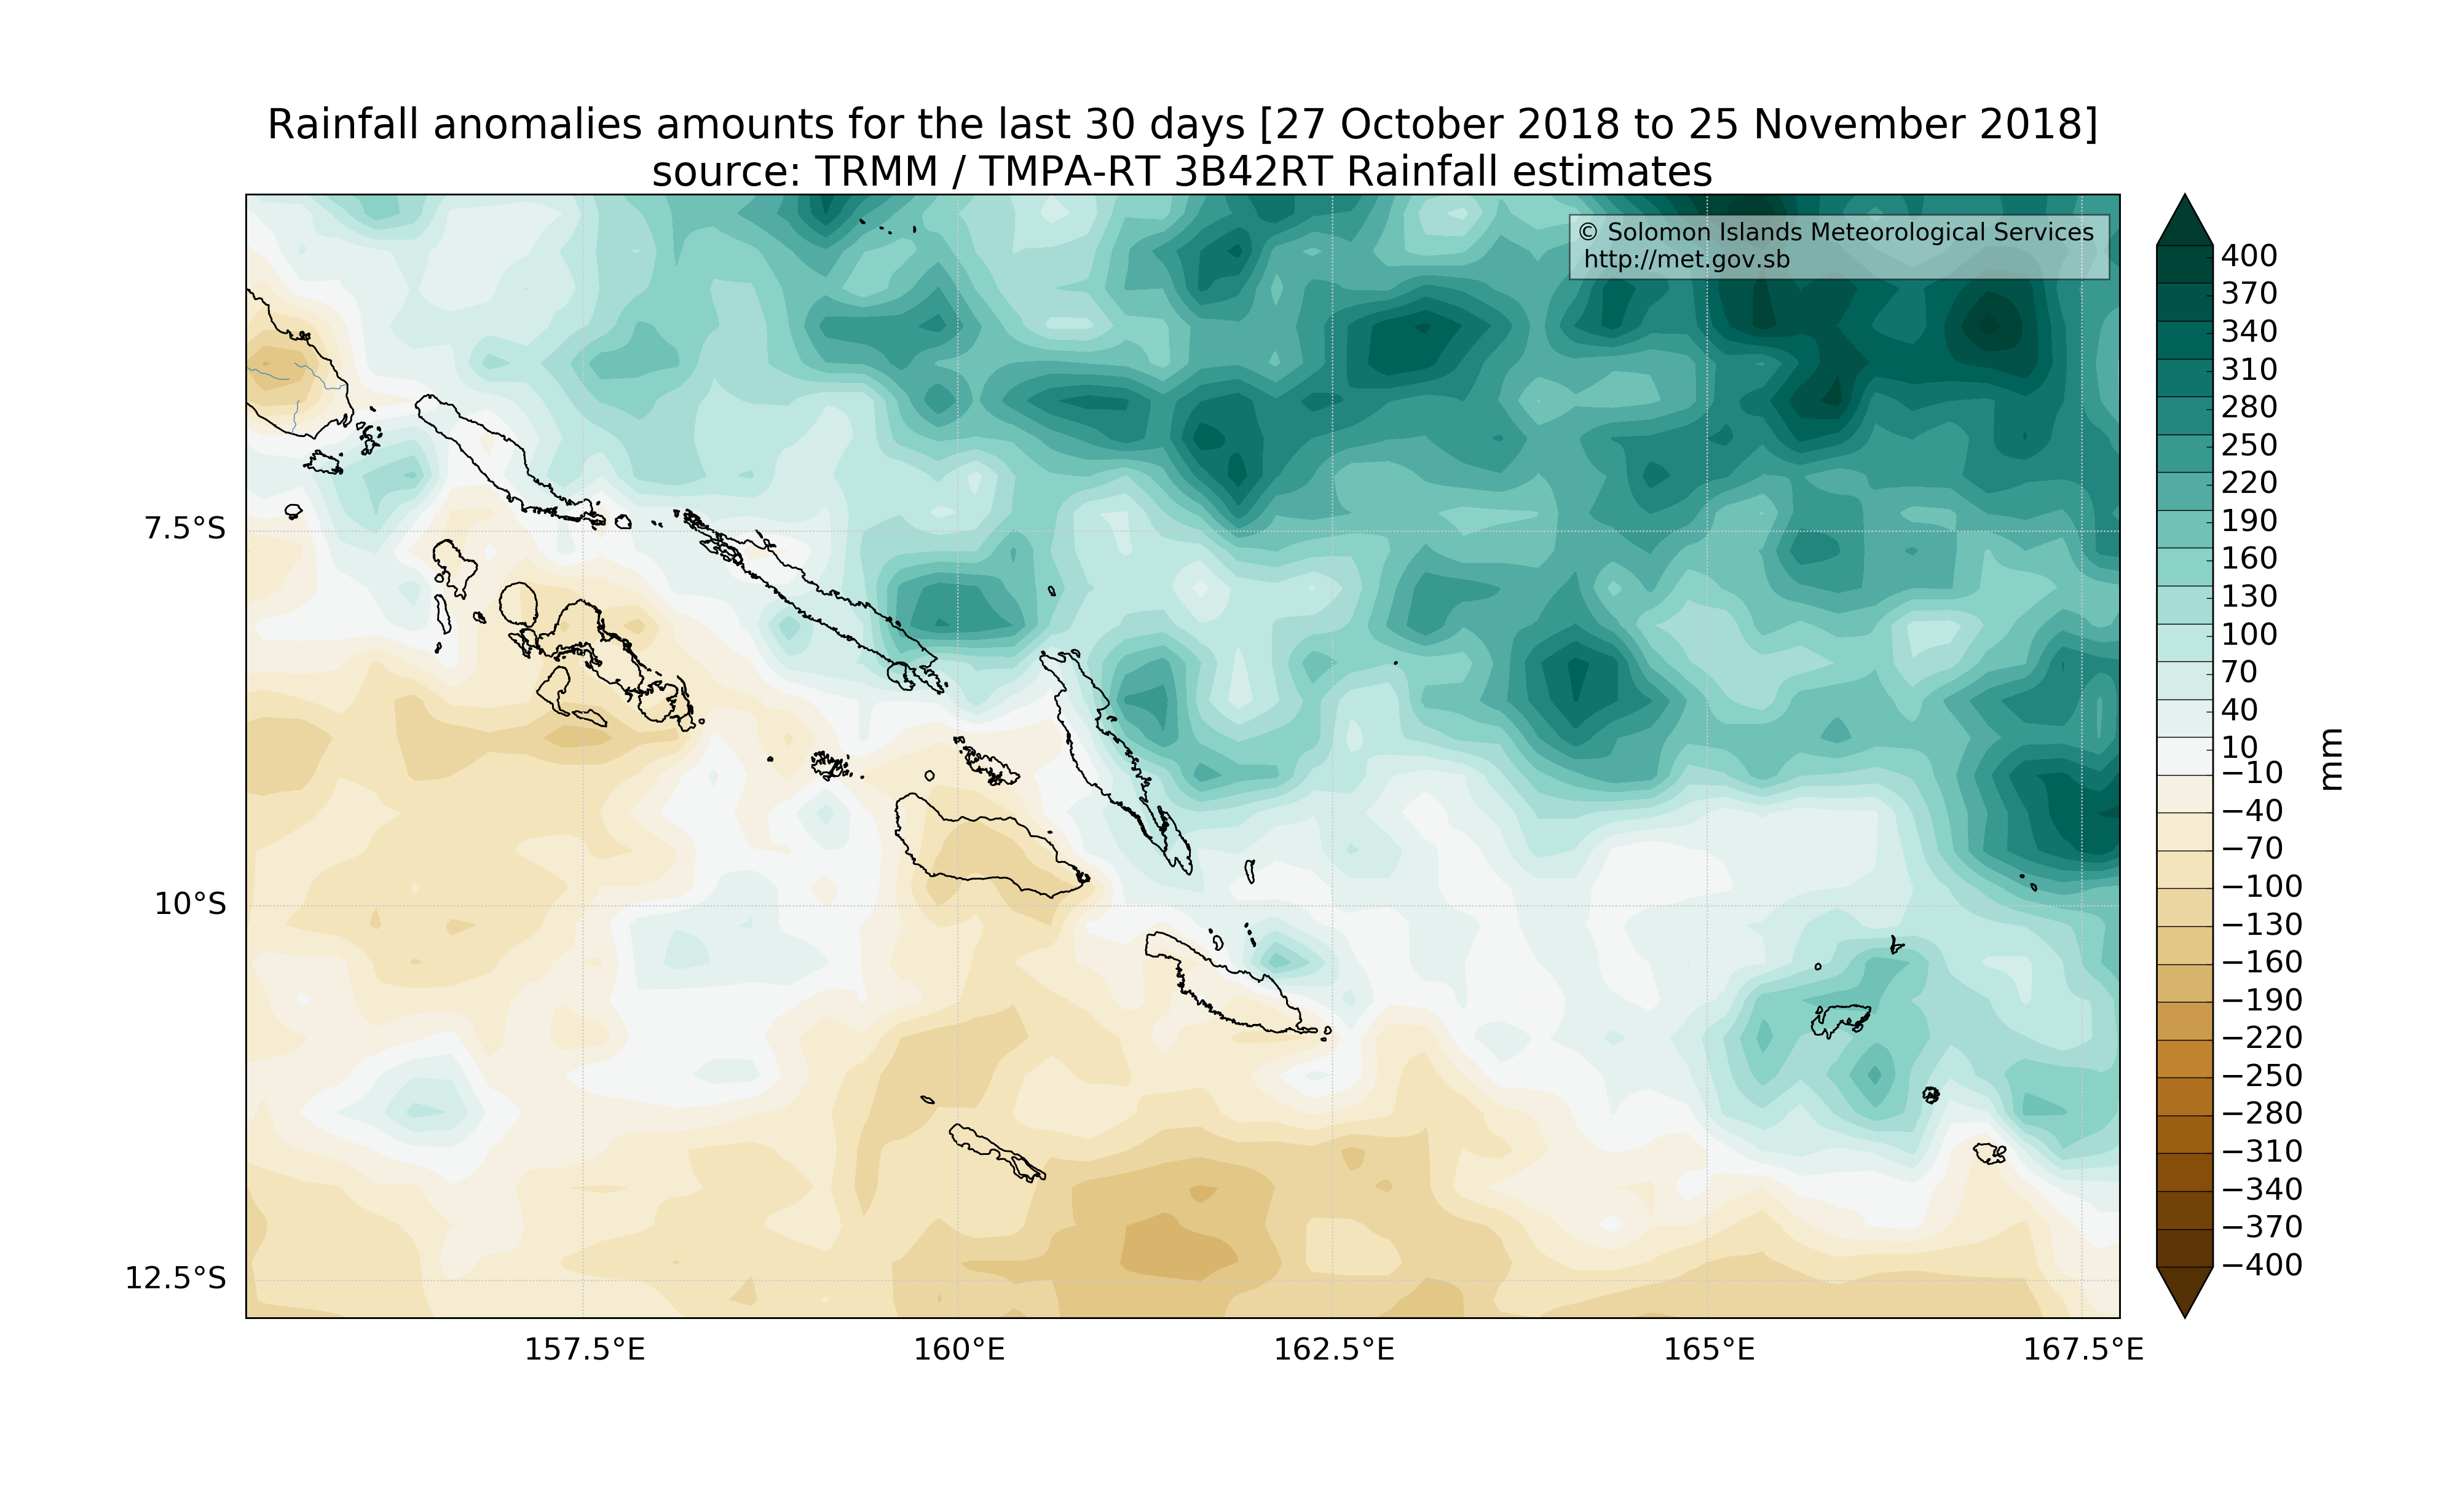 Rainfall anomalies amounts for the last 30 days [27 October 2018 to 25 November 2018]
source: TRMM / TMPA-RT 3B42RT Rainfall estimates
© Solomon Islands Meteorological Services
http://met.gov.sb
7.5°S
10°S
12.5°S
157.5°E
160°E
162.5°E
165°E
167.5°E
400
370
340
310
280
250
220
190
160
130
100
70
40
10
−10
−40
−70
−100
−130
−160
−190
−220
−250
−280
−310
−340
−370
−400
mm